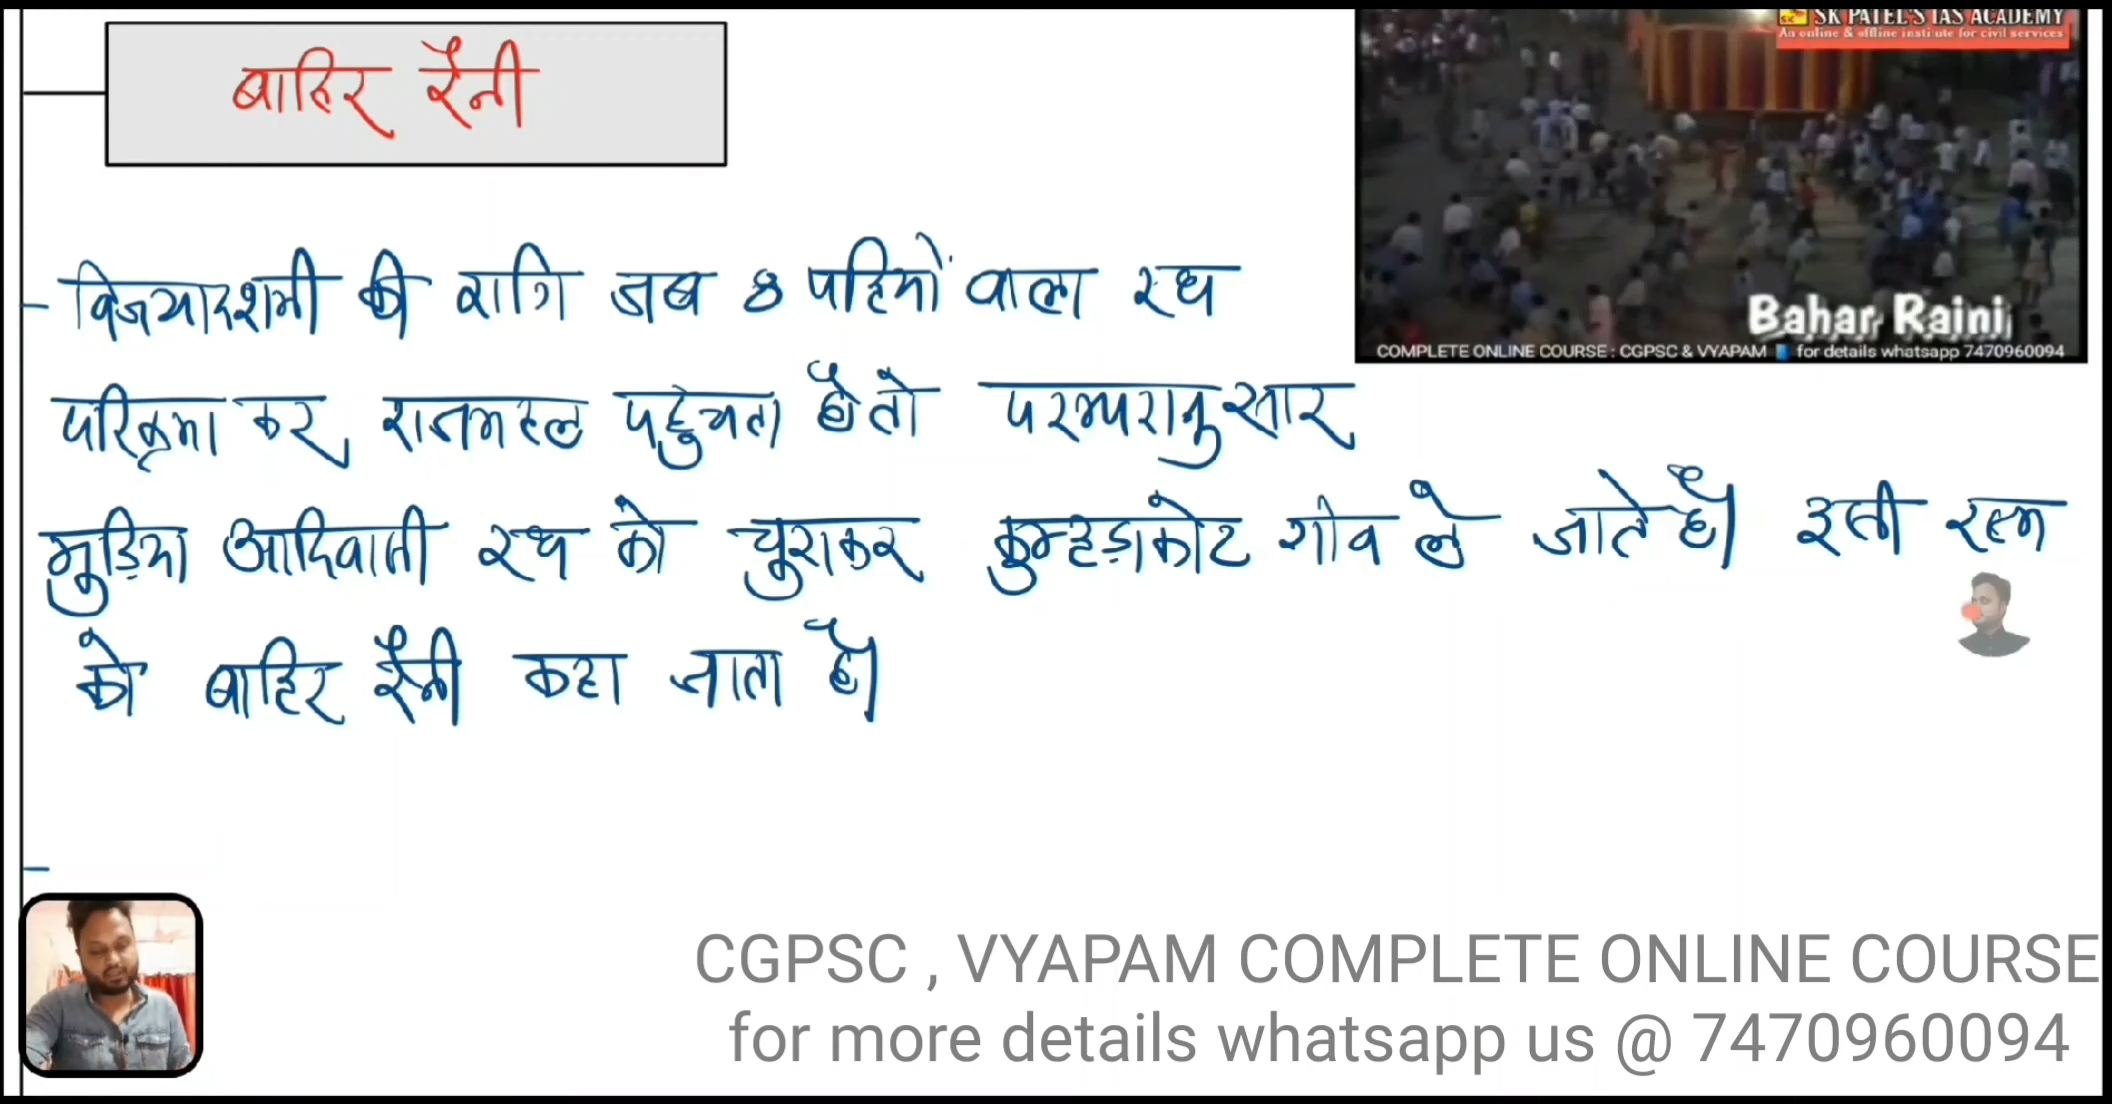 बाहिर रैनी
SK PATEL'S IAS ACADEMY
An online & offline institute for civil services
Bahar Raini
COMPLETE ONLINE COURSE : CGPSC & VYAPAM for details whatsapp 7470960094
- विजयादशमी की रात्रि जब 8 पहियों वाला रथ
परिक्रमा कर, राजमहल पहुचता है तो परम्परानुसार
मुड़िया आदिवासी रथ को चुराकर कुम्हड़ाकोट गांव ले जाते है। इसी रस्म
को बाहिर रैनी कहा जाता है।
-
CGPSC , VYAPAM COMPLETE ONLINE COURSE
for more details whatsapp us @ 7470960094